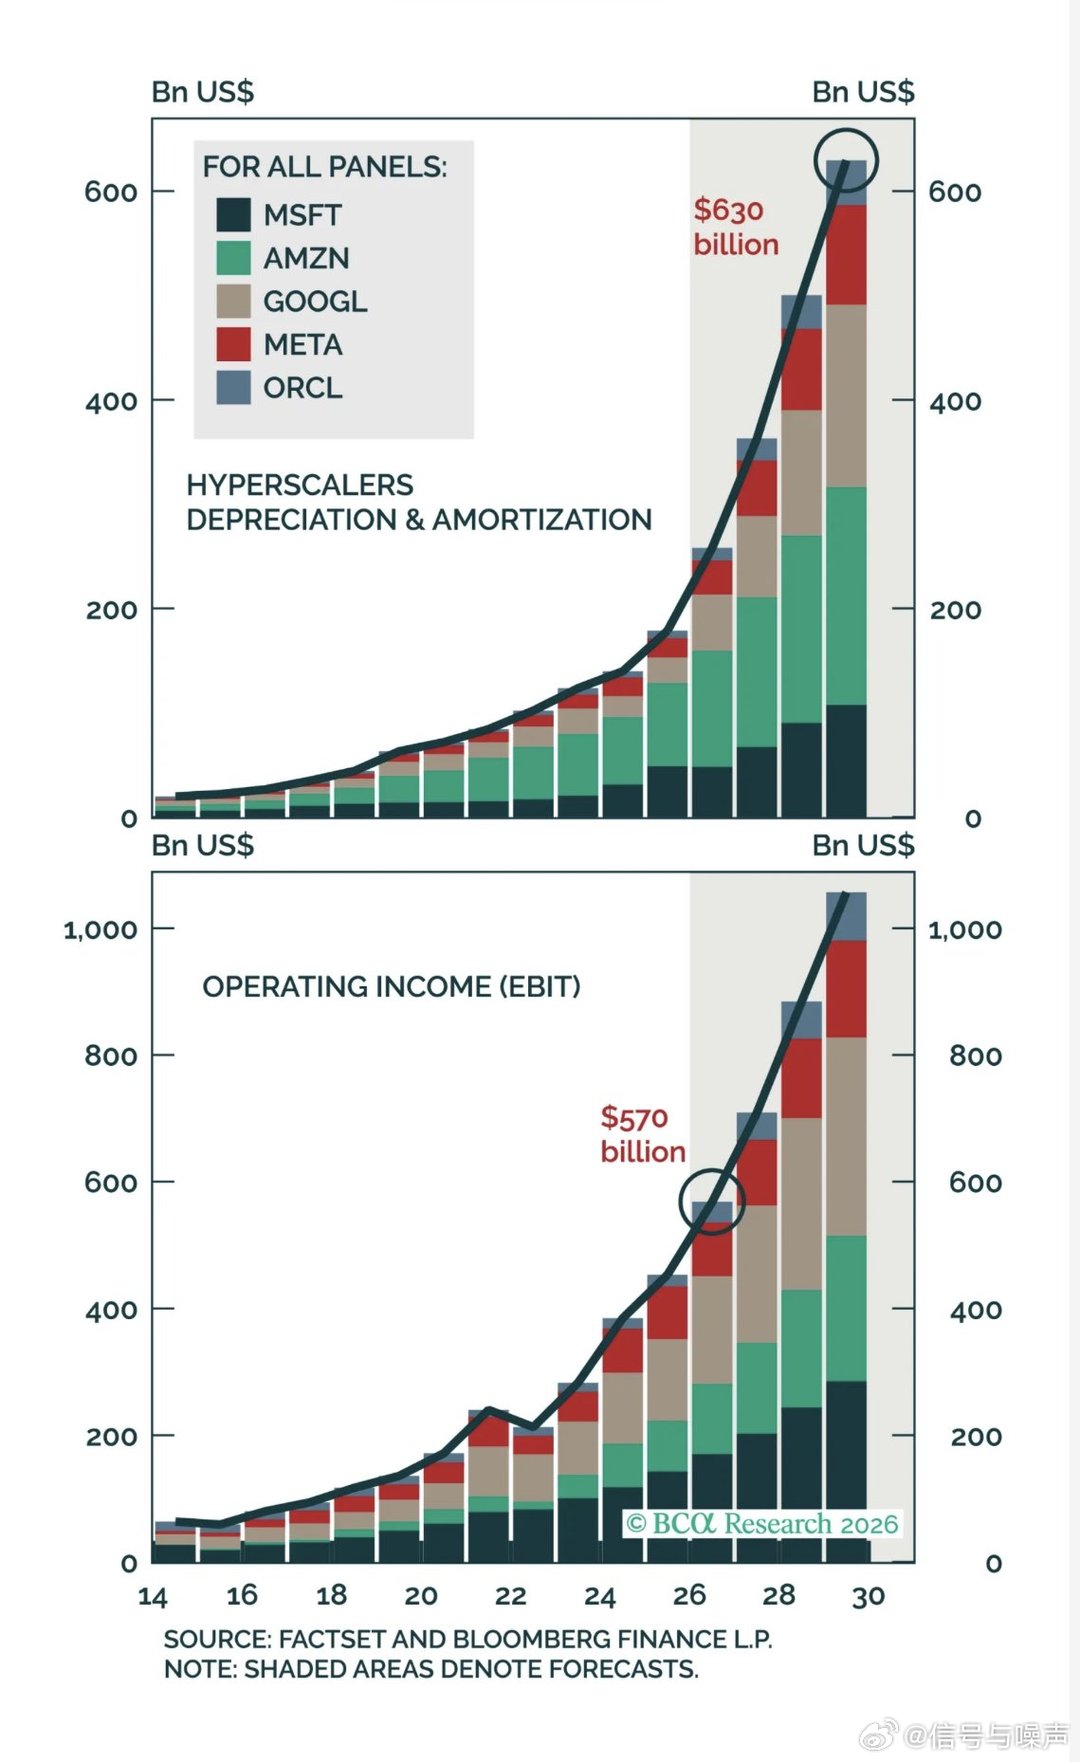 Bn US$ Bn US$
FOR ALL PANELS:
MSFT
AMZN
GOOGL
META
ORCL
600 600
$630
billion
400 400
HYPERSCALERS
DEPRECIATION & AMORTIZATION
200 200
0 0
Bn US$ Bn US$
1,000 1,000
OPERATING INCOME (EBIT)
800 800
$570
billion
600 600
400 400
200 200
© BCα Research 2026
0 0
14 16 18 20 22 24 26 28 30
SOURCE: FACTSET AND BLOOMBERG FINANCE L.P.
NOTE: SHADED AREAS DENOTE FORECASTS.
@信号与噪声